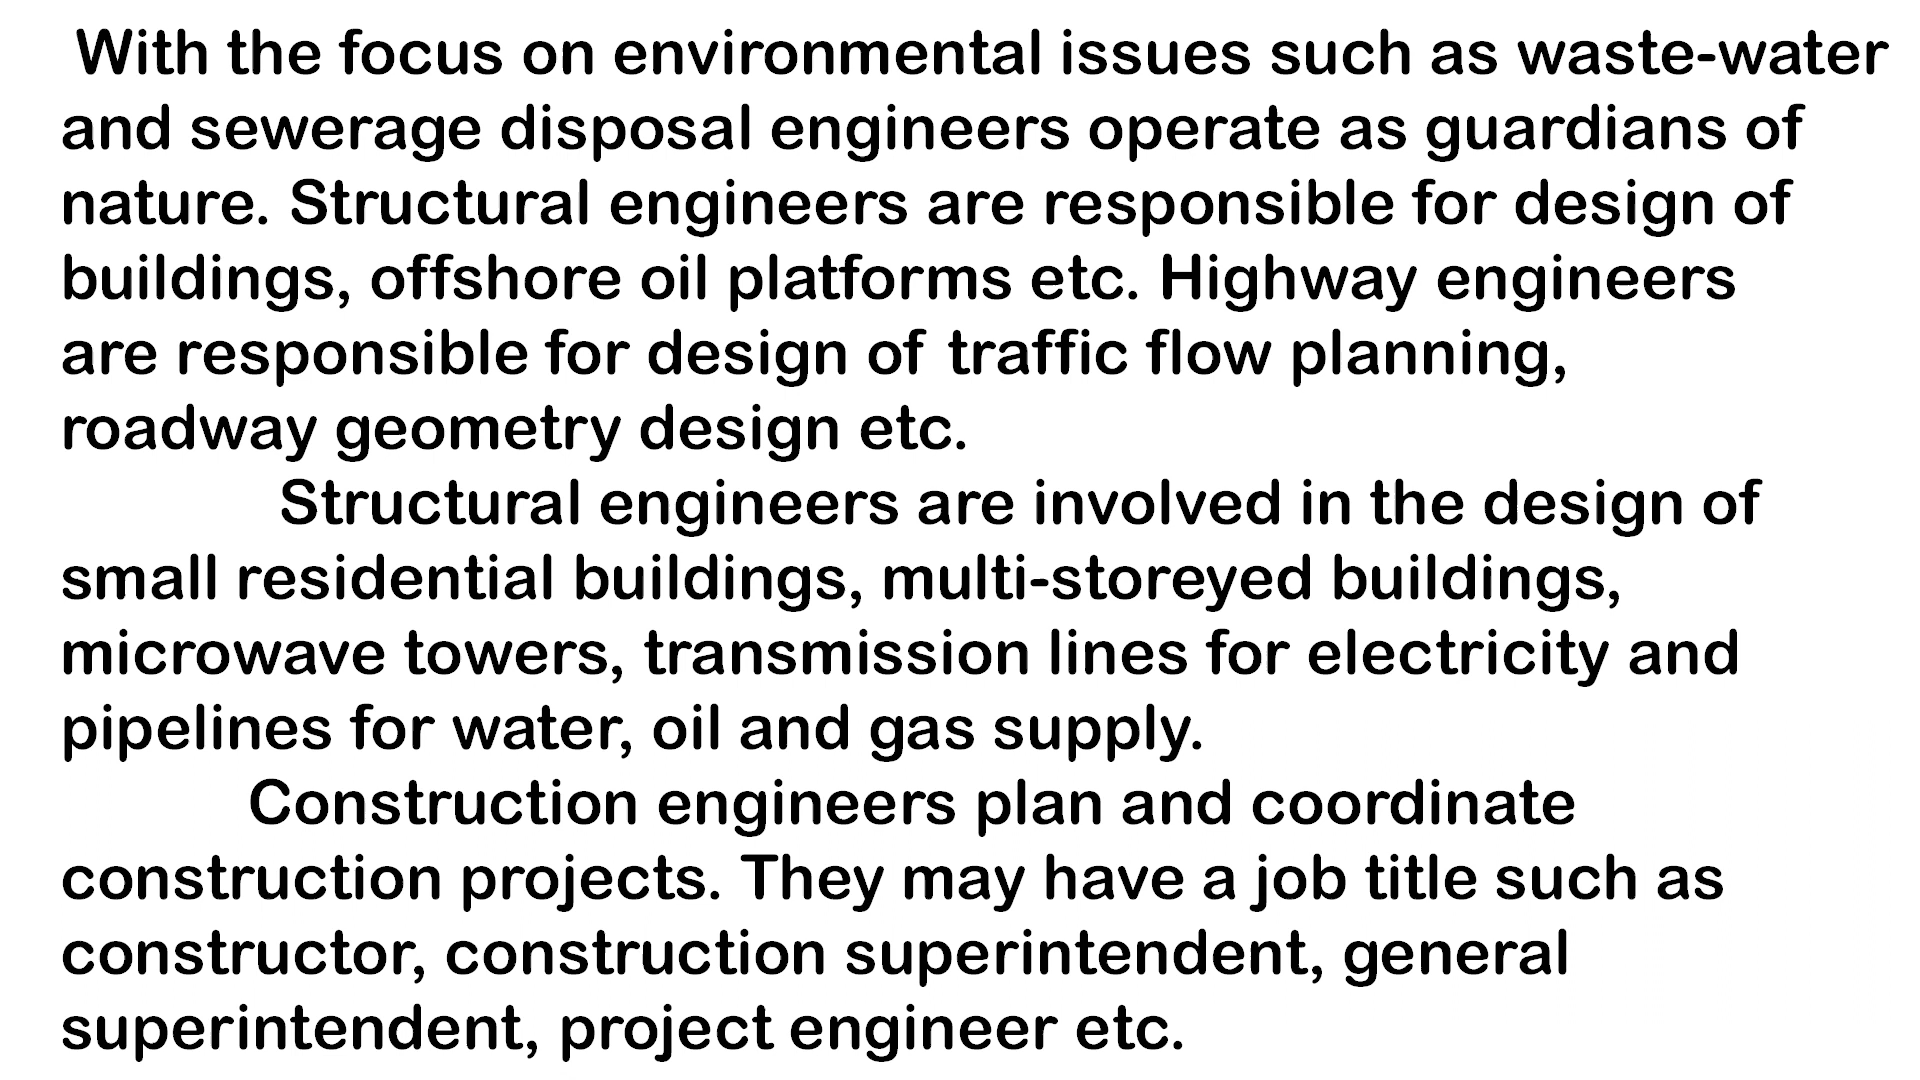 With the focus on environmental issues such as waste-water
and sewerage disposal engineers operate as guardians of
nature. Structural engineers are responsible for design of
buildings, offshore oil platforms etc. Highway engineers
are responsible for design of traffic flow planning,
roadway geometry design etc.
Structural engineers are involved in the design of
small residential buildings, multi-storeyed buildings,
microwave towers, transmission lines for electricity and
pipelines for water, oil and gas supply.
Construction engineers plan and coordinate
construction projects. They may have a job title such as
constructor, construction superintendent, general
superintendent, project engineer etc.